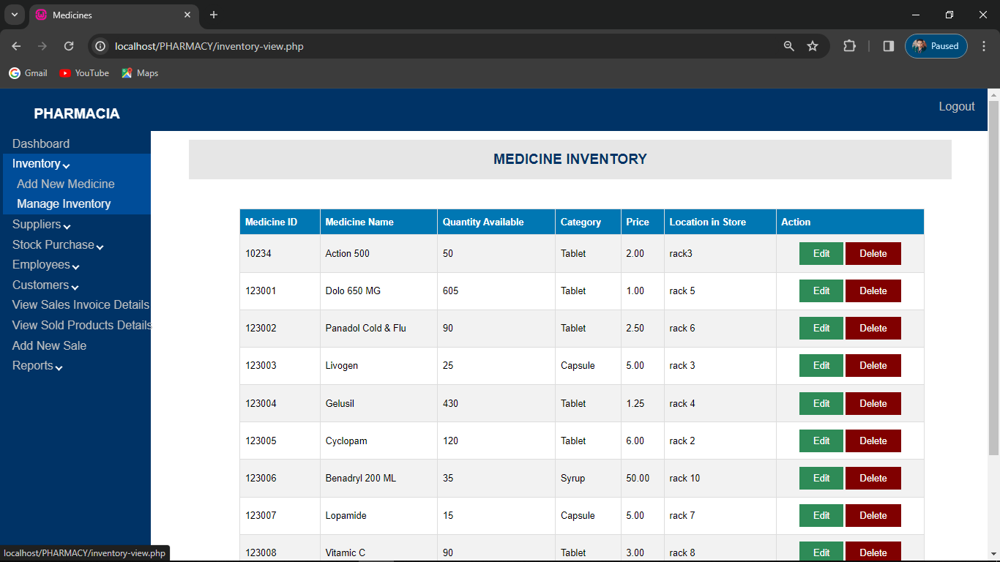 Medicines
localhost/PHARMACY/inventory-view.php
Paused
Gmail YouTube Maps
PHARMACIA
Logout
Dashboard
Inventory
Add New Medicine
Manage Inventory
Suppliers
Stock Purchase
Employees
Customers
View Sales Invoice Details
View Sold Products Details
Add New Sale
Reports
MEDICINE INVENTORY
Medicine ID Medicine Name Quantity Available Category Price Location in Store Action
10234 Action 500 50 Tablet 2.00 rack3 Edit Delete
123001 Dolo 650 MG 605 Tablet 1.00 rack 5 Edit Delete
123002 Panadol Cold & Flu 90 Tablet 2.50 rack 6 Edit Delete
123003 Livogen 25 Capsule 5.00 rack 3 Edit Delete
123004 Gelusil 430 Tablet 1.25 rack 4 Edit Delete
123005 Cyclopam 120 Tablet 6.00 rack 2 Edit Delete
123006 Benadryl 200 ML 35 Syrup 50.00 rack 10 Edit Delete
123007 Lopamide 15 Capsule 5.00 rack 7 Edit Delete
123008 Vitamic C 90 Tablet 3.00 rack 8 Edit Delete
localhost/PHARMACY/inventory-view.php